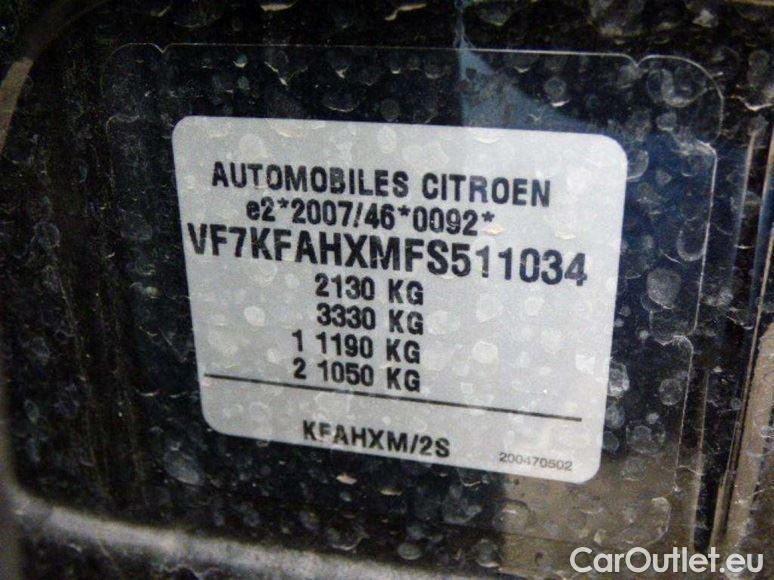 AUTOMOBILES CITROEN
e2*2007/46*0092*
VF7KFAHXMFS511034
2130 KG
3330 KG
1 1190 KG
2 1050 KG
KFAHXM/2S
200470502
CarOutlet.eu